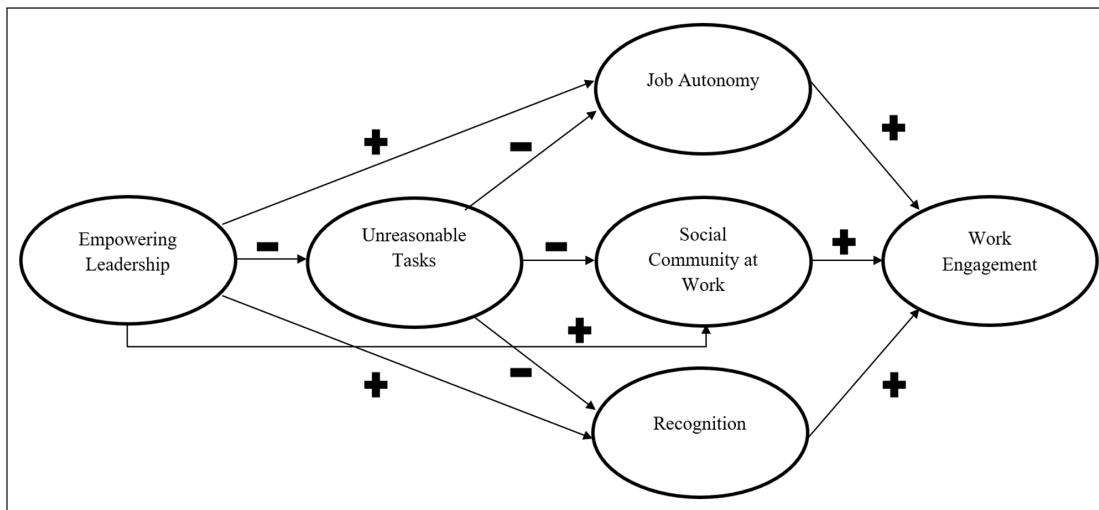 Job Autonomy
+
+
-
Empowering
Leadership
-
Unreasonable
Tasks
-
Social
Community at
Work
+
Work
Engagement
+
-
+
+
Recognition